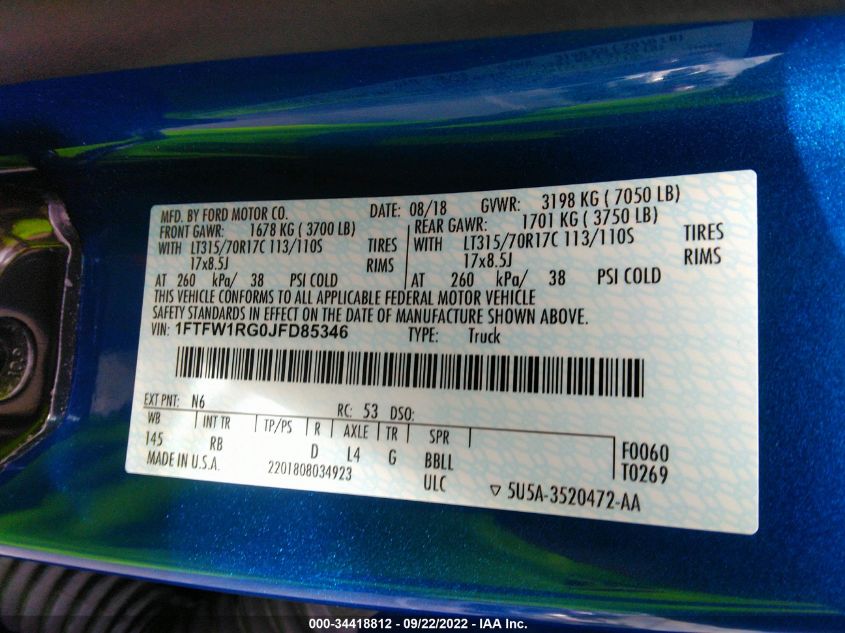 MFD. BY FORD MOTOR CO. DATE: 08/18 GVWR: 3198 KG ( 7050 LB)
FRONT GAWR: 1678 KG ( 3700 LB) REAR GAWR: 1701 KG ( 3750 LB)
WITH LT315/70R17C 113/110S TIRES WITH LT315/70R17C 113/110S TIRES
17x8.5J RIMS 17x8.5J RIMS
AT 260 kPa/ 38 PSI COLD AT 260 kPa/ 38 PSI COLD
THIS VEHICLE CONFORMS TO ALL APPLICABLE FEDERAL MOTOR VEHICLE
SAFETY STANDARDS IN EFFECT ON THE DATE OF MANUFACTURE SHOWN ABOVE.
VIN: 1FTFW1RG0JFD85346 TYPE: Truck
EXT PNT: N6 RC: 53 DSO:
WB INT TR TP/PS R AXLE TR SPR
145 RB D L4 G BBLL F0060
MADE IN U.S.A. 2201808034923 ULC T0269
▽ 5U5A-3520472-AA
000-34418812 - 09/22/2022 - IAA Inc.